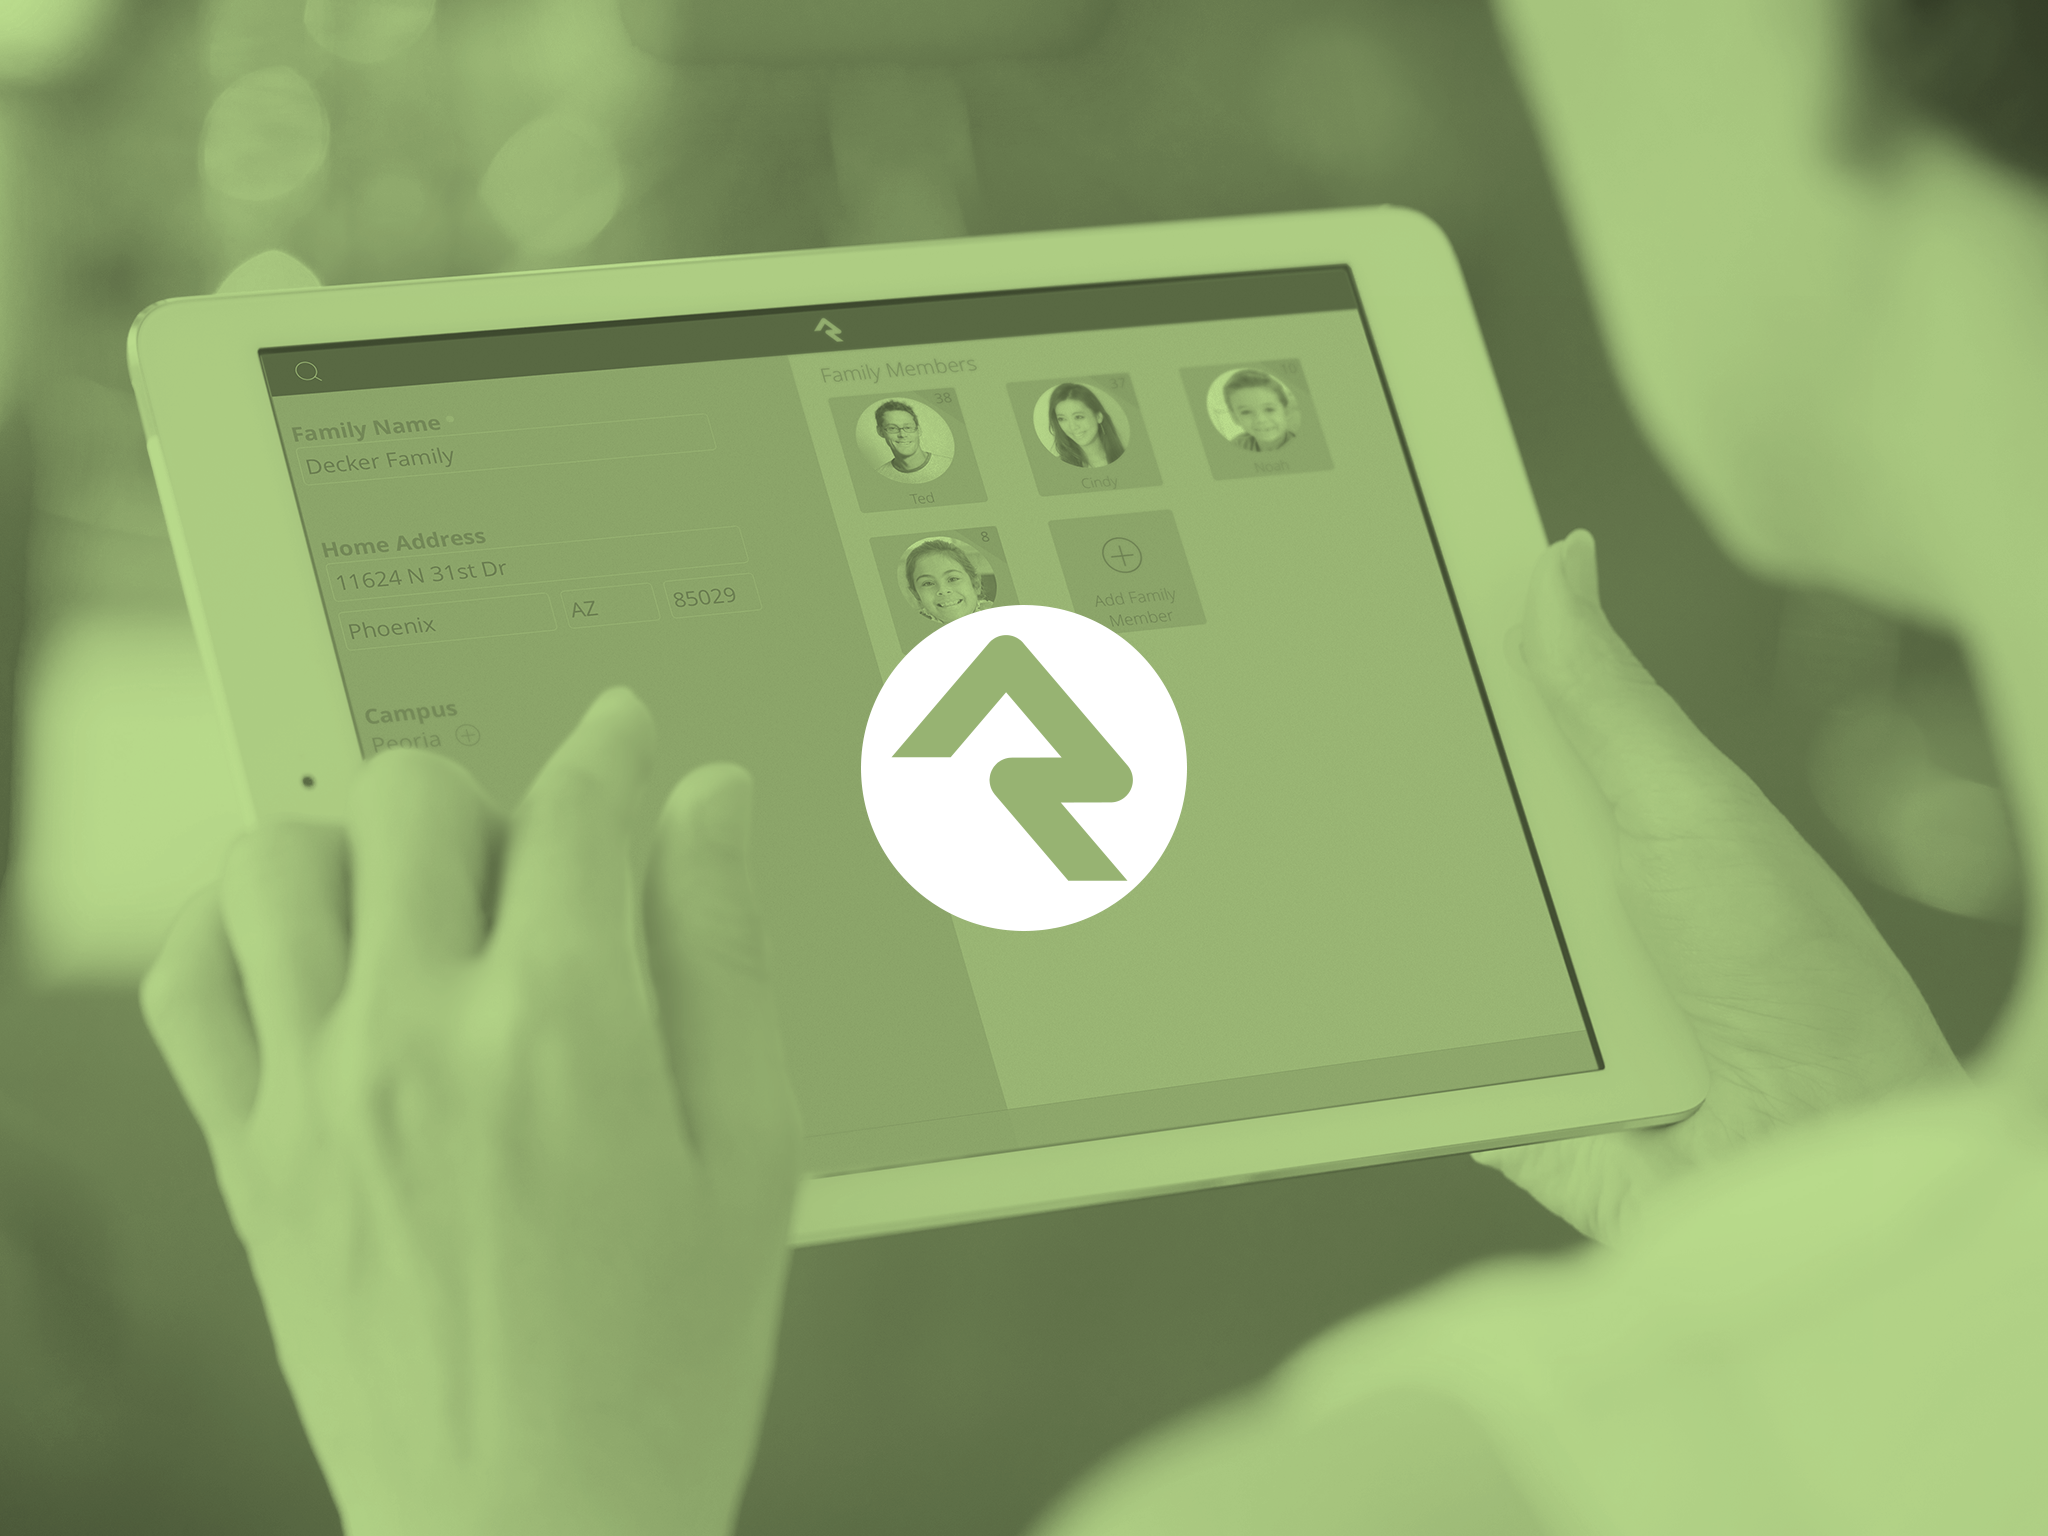 Family Name
Decker Family
Home Address
11624 N 31st Dr
Phoenix
AZ
85029
Campus
Peoria
Family Members
38
Ted
37
Cindy
10
Noah
8
Add Family
Member